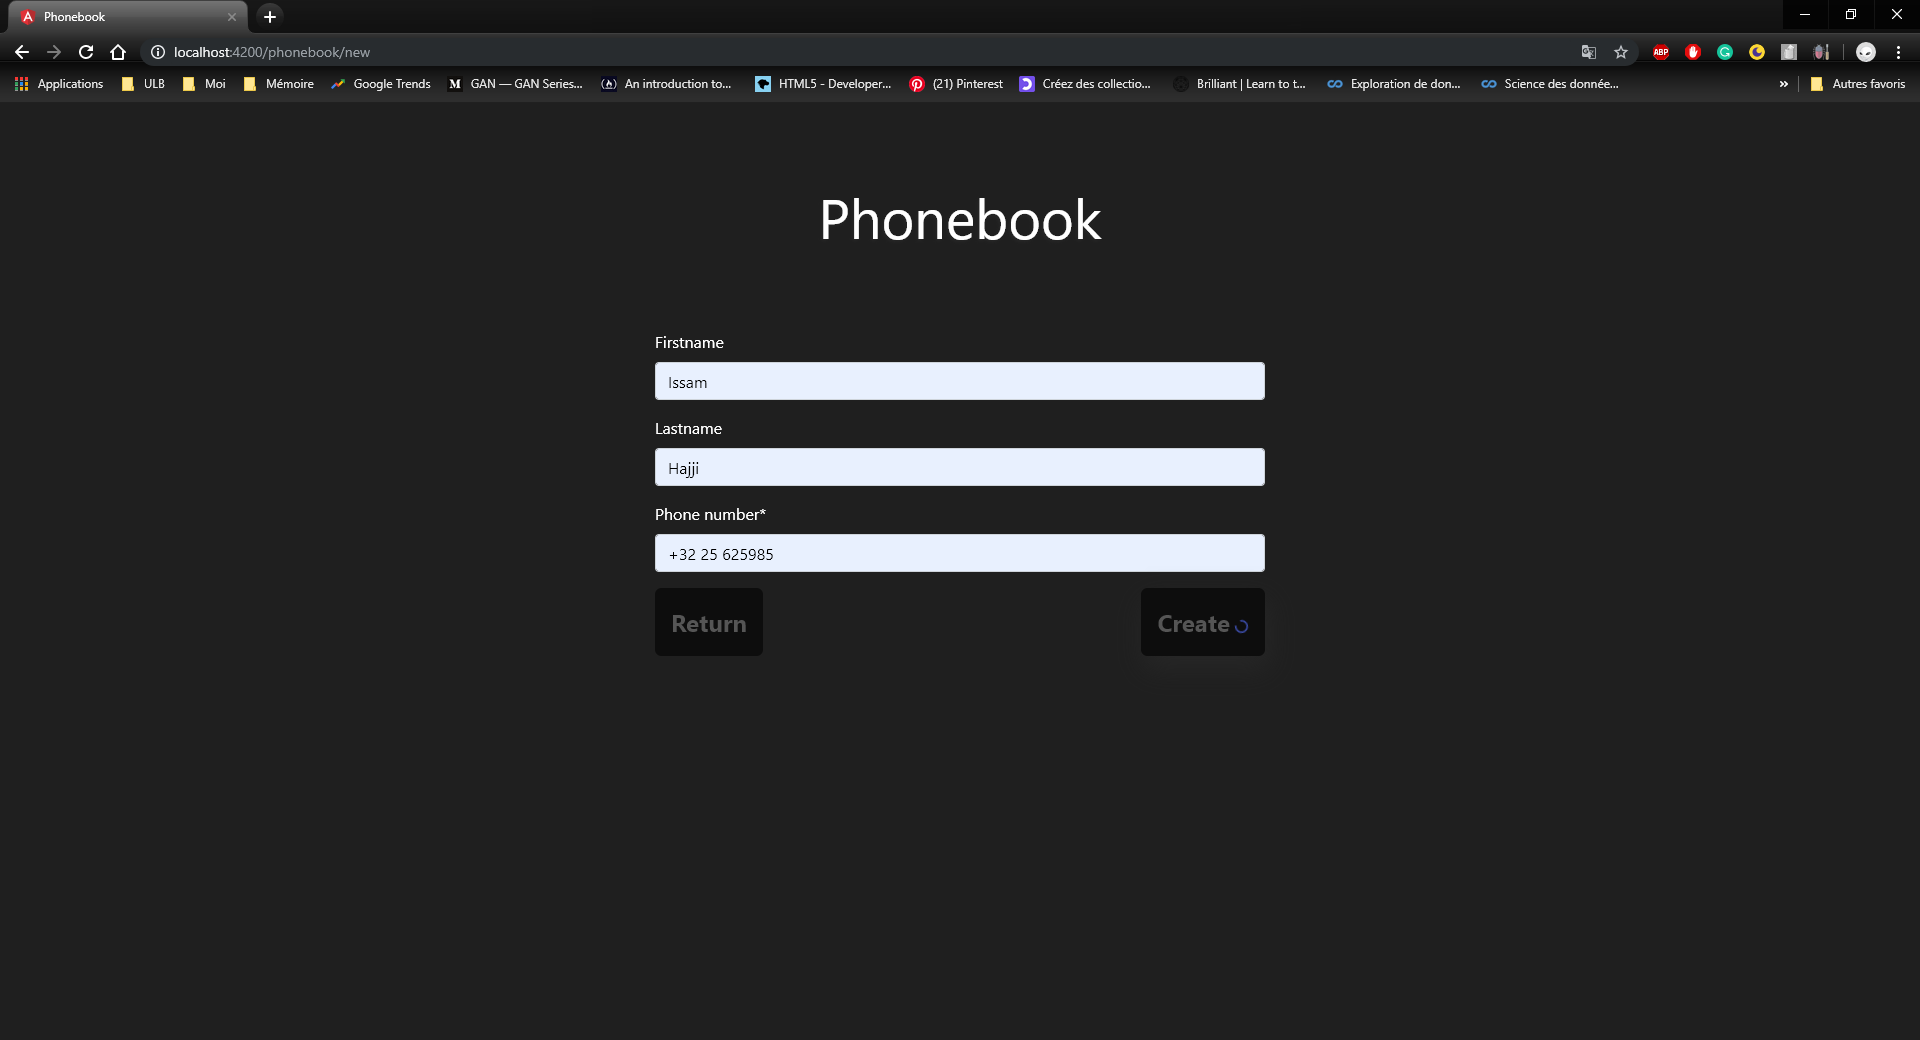 Phonebook
localhost:4200/phonebook/new
ABP
Applications ULB Moi Mémoire Google Trends M GAN — GAN Series... An introduction to... HTML5 - Developer... (21) Pinterest Créez des collectio... Brilliant | Learn to t... Exploration de don... Science des donnée... » Autres favoris
Phonebook
Firstname
Issam
Lastname
Hajji
Phone number*
+32 25 625985
Return Create